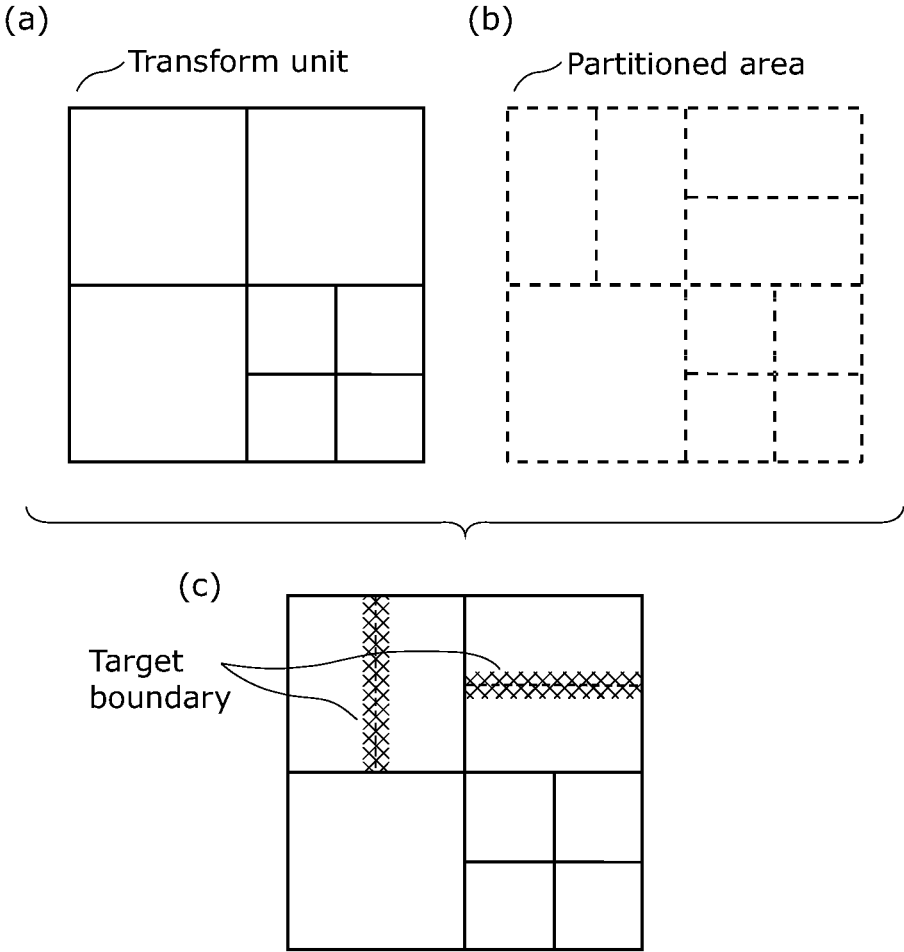 (a)
Transform unit
(b)
Partitioned area
(c)
Target
boundary